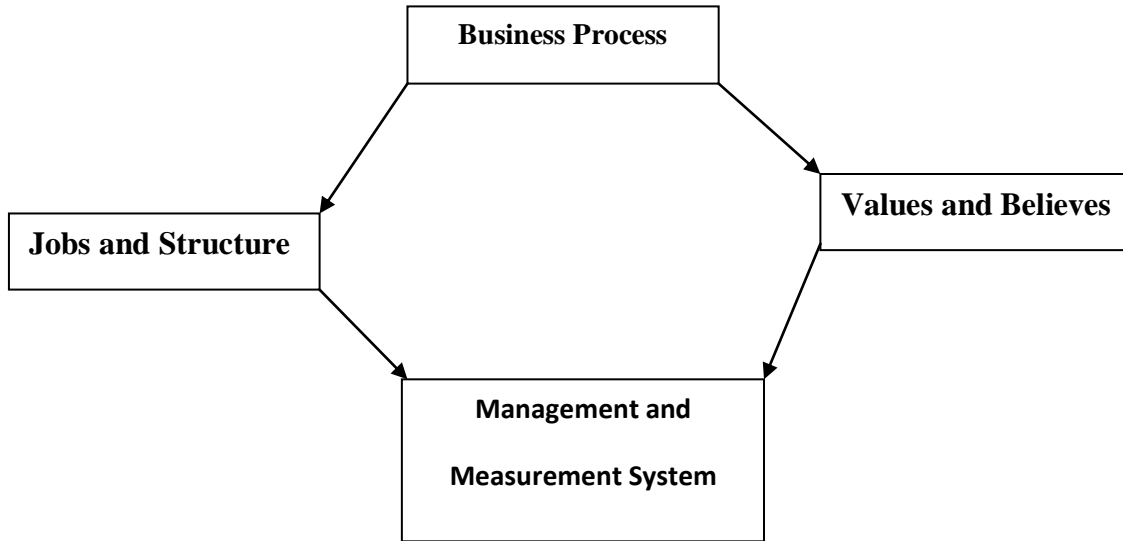 Business Process
Values and Believes
Jobs and Structure
Management and
Measurement System